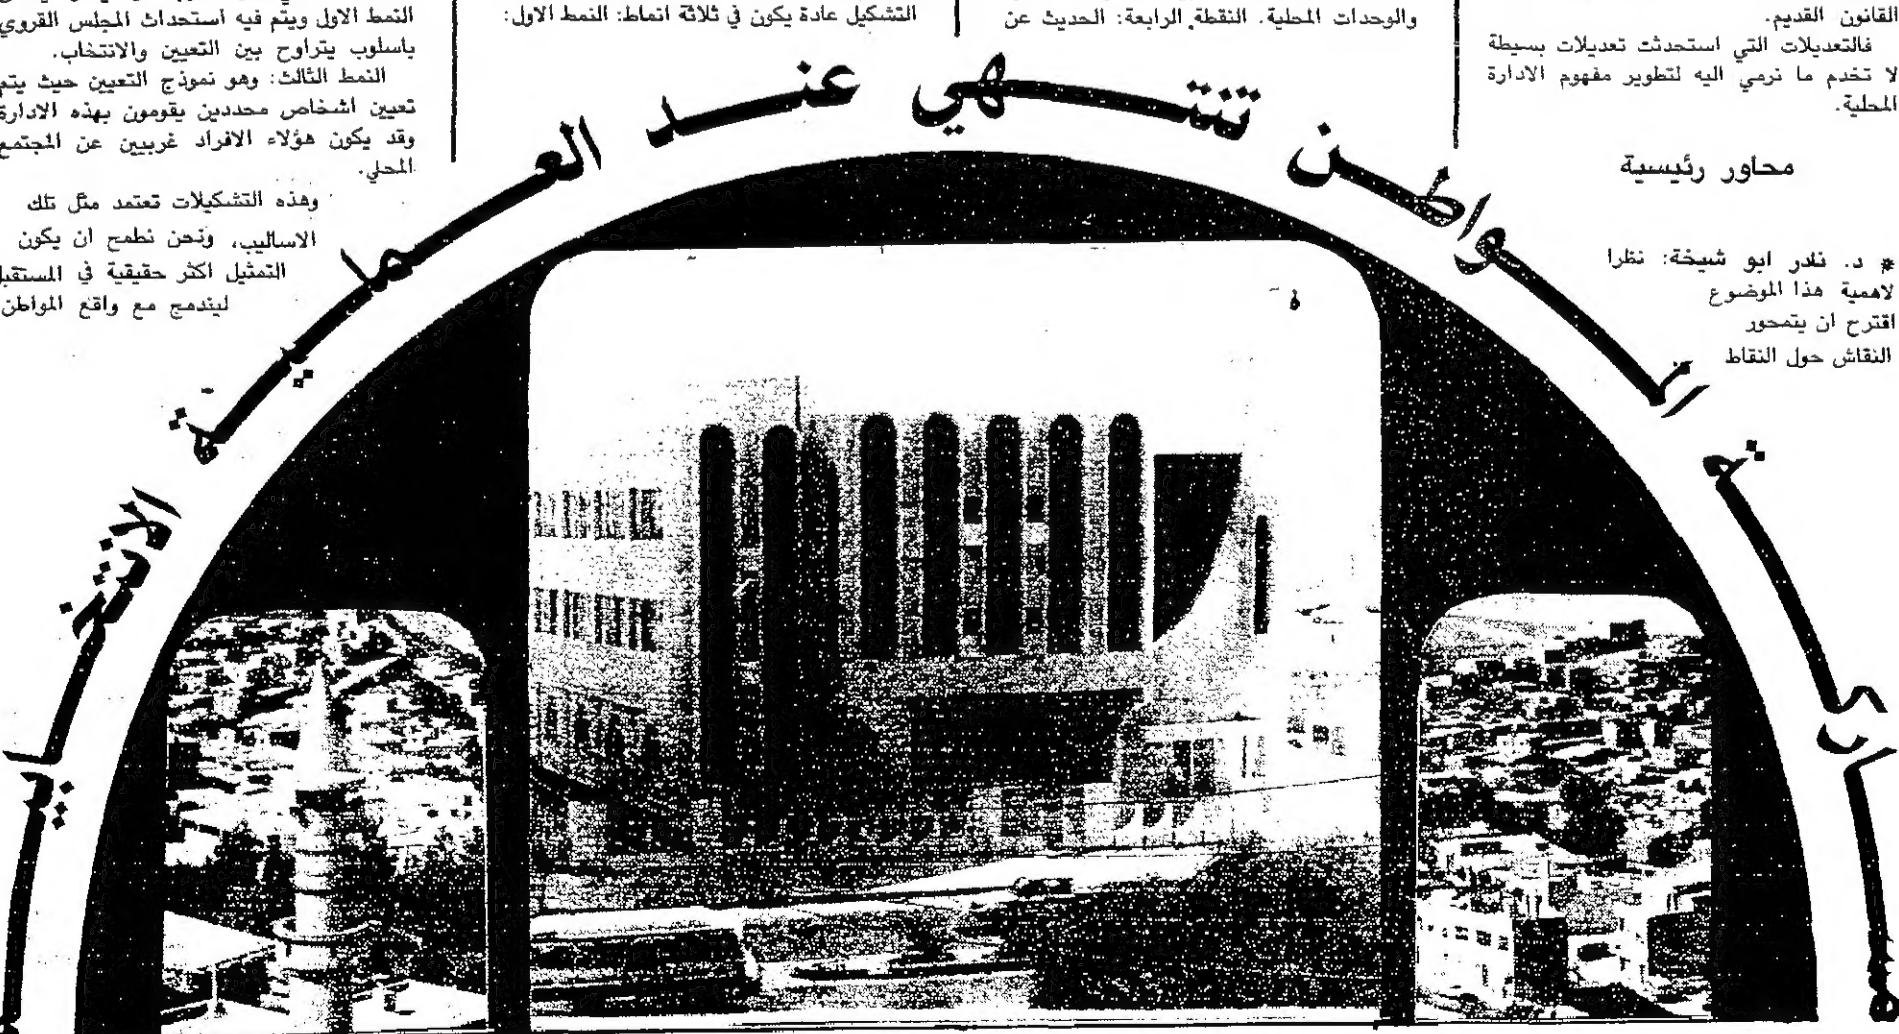 القانون القديم.
فالتعديلات التي استحدثت تعديلات بسيطة
لا تخدم ما نرمي اليه لتطوير مفهوم الادارة
المحلية.
محاور رئيسية
* د. نادر ابو شيخة: نظرا
لاهمية هذا الموضوع
اقترح ان يتمحور
النقاش حول النقاط
والوحدات المحلية. النقطة الرابعة: الحديث عن
التشكيل عادة يكون في ثلاثة انماط: النمط الاول:
النمط الاول ويتم فيه استحداث المجلس القروي
باسلوب يتراوح بين التعيين والانتخاب.
النمط الثالث: وهو نموذج التعيين حيث يتم
تعيين اشخاص محددين يقومون بهذه الادارة
وقد يكون هؤلاء الافراد غريبين عن المجتمع
المحلي.
وهذه التشكيلات تعتمد مثل تلك
الاساليب، ونحن نطمح ان يكون
التمثيل اكثر حقيقية في المستقبل
ليندمج مع واقع المواطن
مشاركة المواطن تنتهي عند العملية الانتخابية